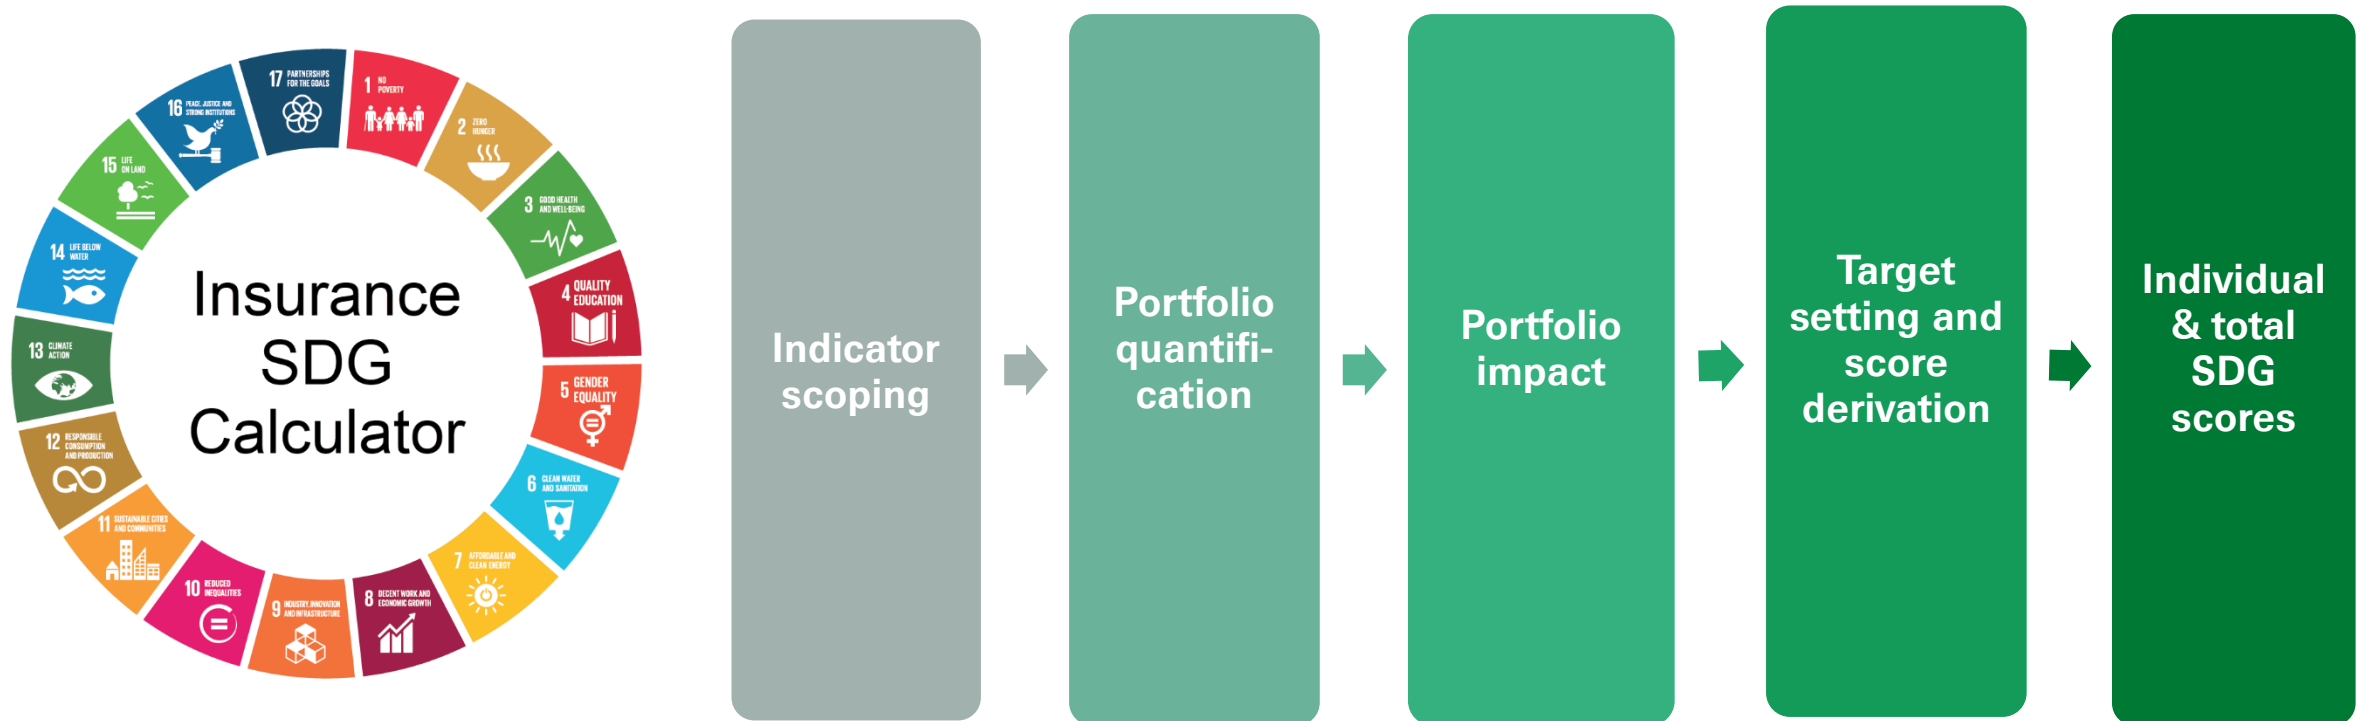 17 PARTNERSHIPS
FOR THE GOALS
1 NO
POVERTY
2 ZERO
HUNGER
3 GOOD HEALTH
AND WELL-BEING
4 QUALITY
EDUCATION
5 GENDER
EQUALITY
6 CLEAN WATER
AND SANITATION
7 AFFORDABLE AND
CLEAN ENERGY
8 DECENT WORK AND
ECONOMIC GROWTH
9 INDUSTRY, INNOVATION
AND INFRASTRUCTURE
10 REDUCED
INEQUALITIES
11 SUSTAINABLE CITIES
AND COMMUNITIES
12 RESPONSIBLE
CONSUMPTION
AND PRODUCTION
13 CLIMATE
ACTION
14 LIFE BELOW
WATER
15 LIFE
ON LAND
16 PEACE, JUSTICE AND
STRONG INSTITUTIONS
Insurance
SDG
Calculator
Indicator
scoping
Portfolio
quantifi-
cation
Portfolio
impact
Target
setting and
score
derivation
Individual
& total
SDG
scores